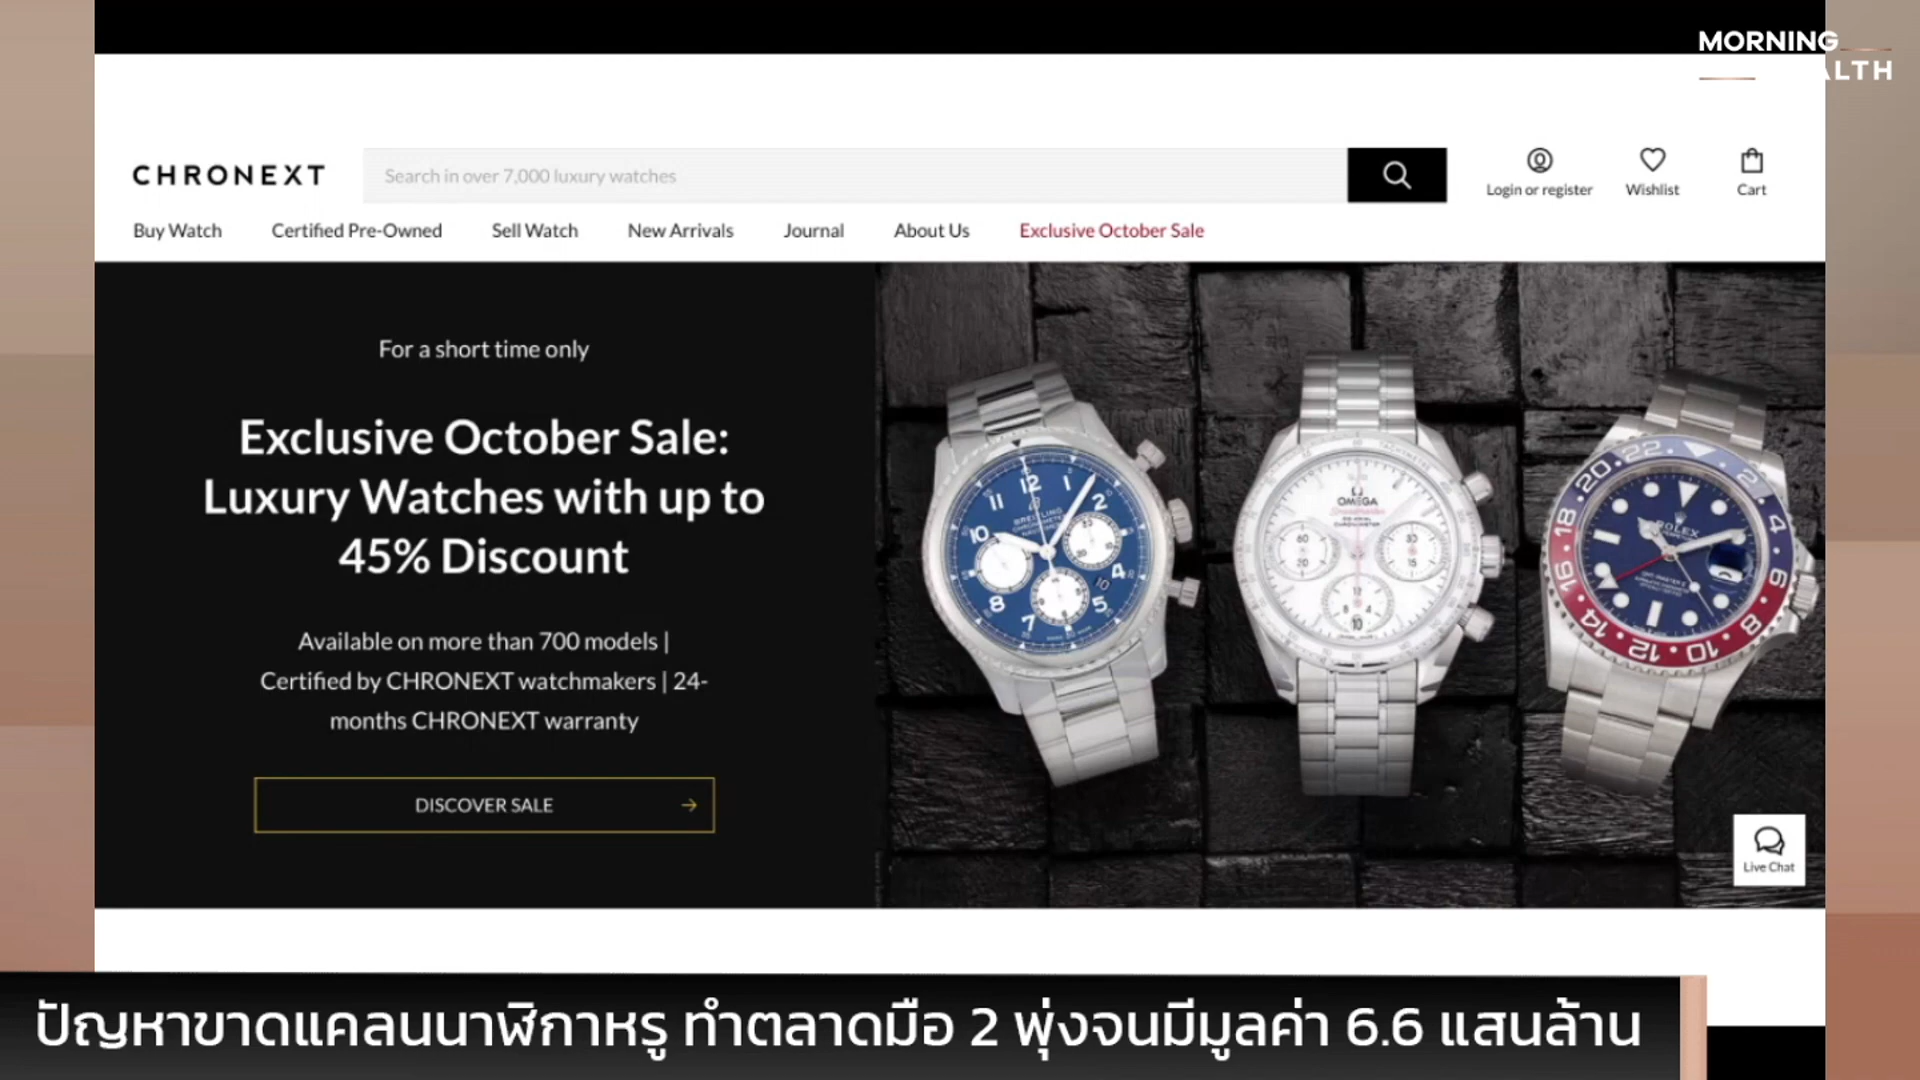 MORNING
ALTH
CHRONEXT
Search in over 7,000 luxury watches
Login or register
Wishlist
Cart
Buy Watch
Certified Pre-Owned
Sell Watch
New Arrivals
Journal
About Us
Exclusive October Sale
For a short time only
Exclusive October Sale:
Luxury Watches with up to
45% Discount
Available on more than 700 models |
Certified by CHRONEXT watchmakers | 24-
months CHRONEXT warranty
DISCOVER SALE
BREITLING
OMEGA
ROLEX
Live Chat
ปัญหาขาดแคลนนาฬิกาหรู ทำตลาดมือ 2 พุ่งจนมีมูลค่า 6.6 แสนล้าน